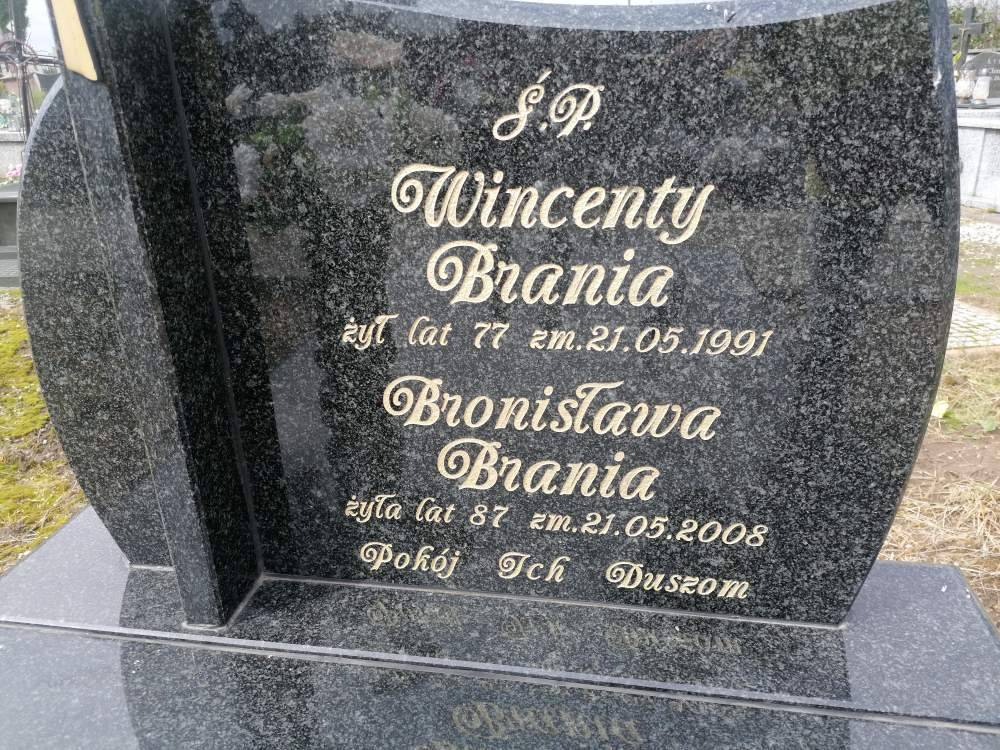 Ś.P.
Wincenty
Brania
żył lat 77 zm.21.05.1991
Bronisława
Brania
żyła lat 87 zm.21.05.2008
Pokój Ich Duszom